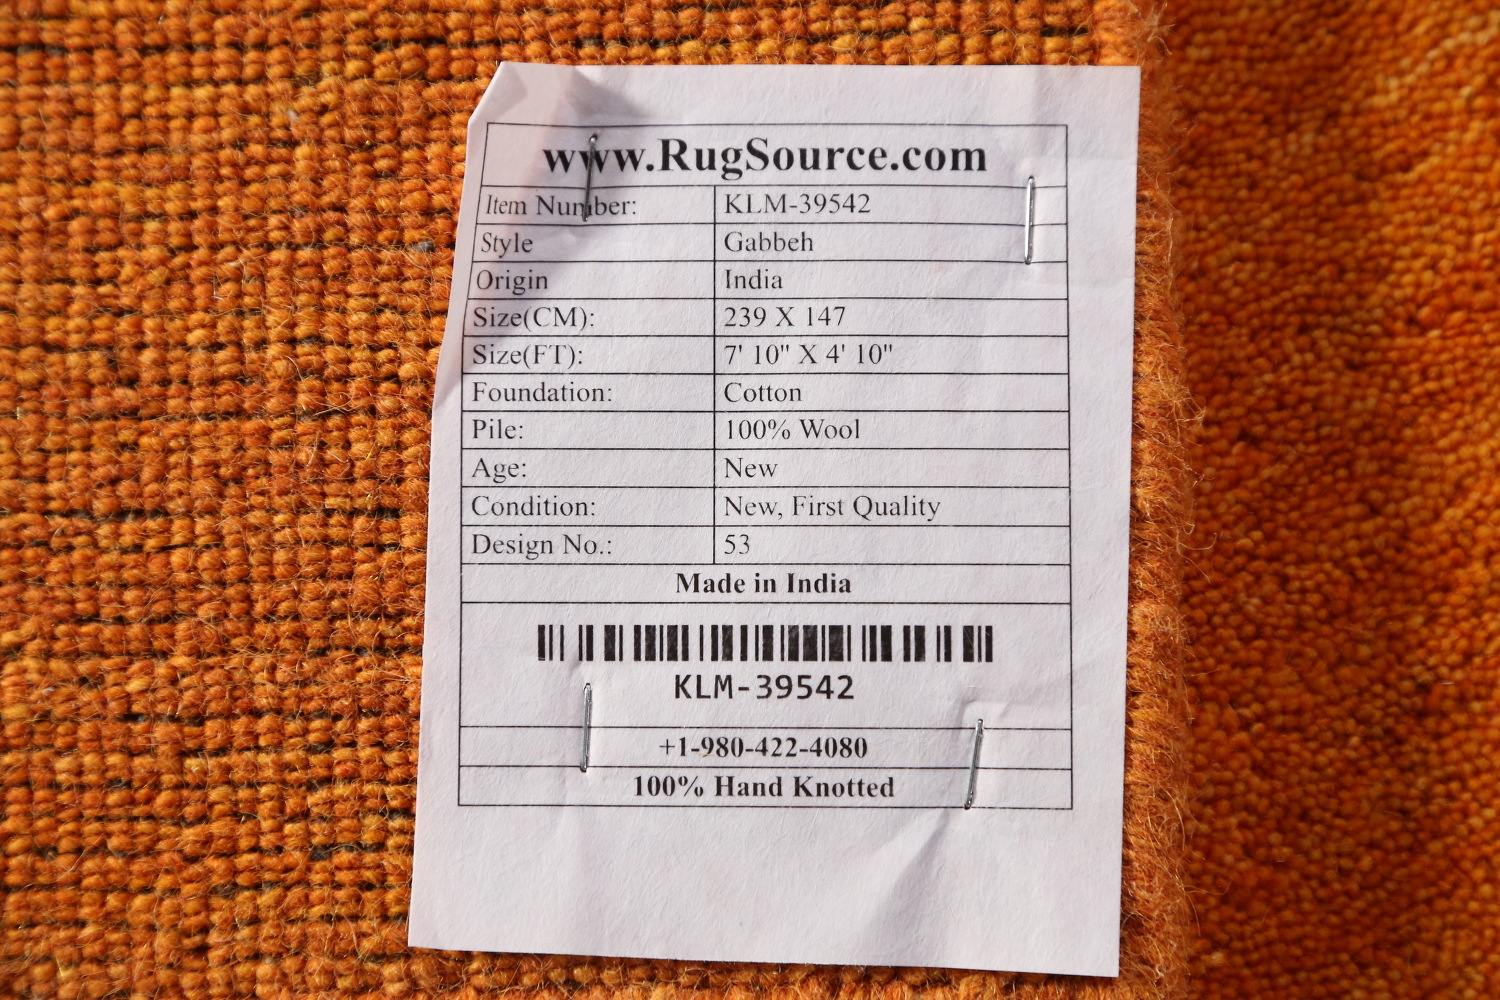 www.RugSource.com
Item Number: KLM-39542
Style Gabbeh
Origin India
Size(CM): 239 X 147
Size(FT): 7' 10" X 4' 10"
Foundation: Cotton
Pile: 100% Wool
Age: New
Condition: New, First Quality
Design No.: 53
Made in India
KLM-39542
+1-980-422-4080
100% Hand Knotted